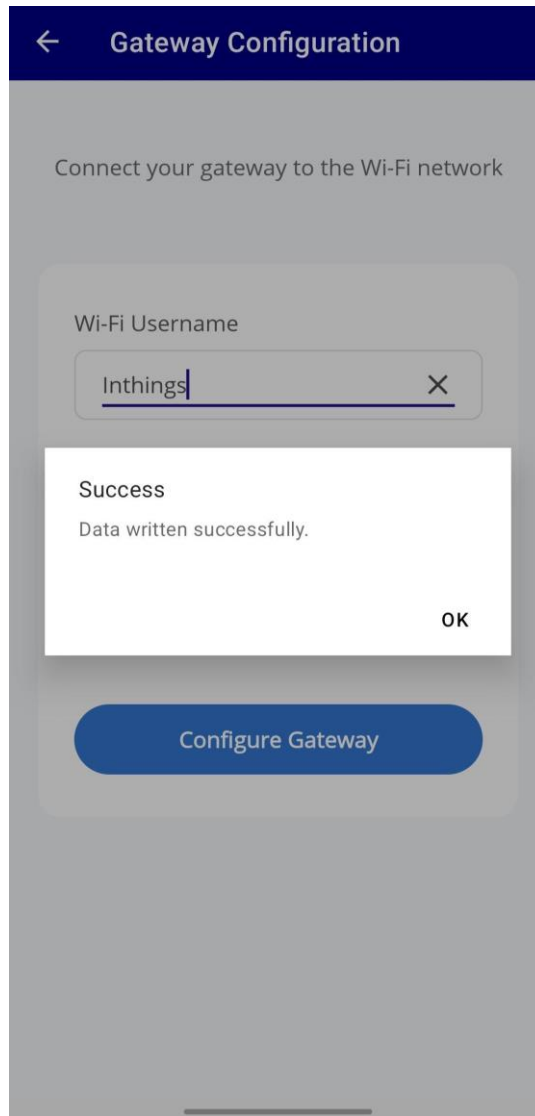 Gateway Configuration
Connect your gateway to the Wi-Fi network
Wi-Fi Username
Inthings
Success
Data written successfully.
OK
Configure Gateway